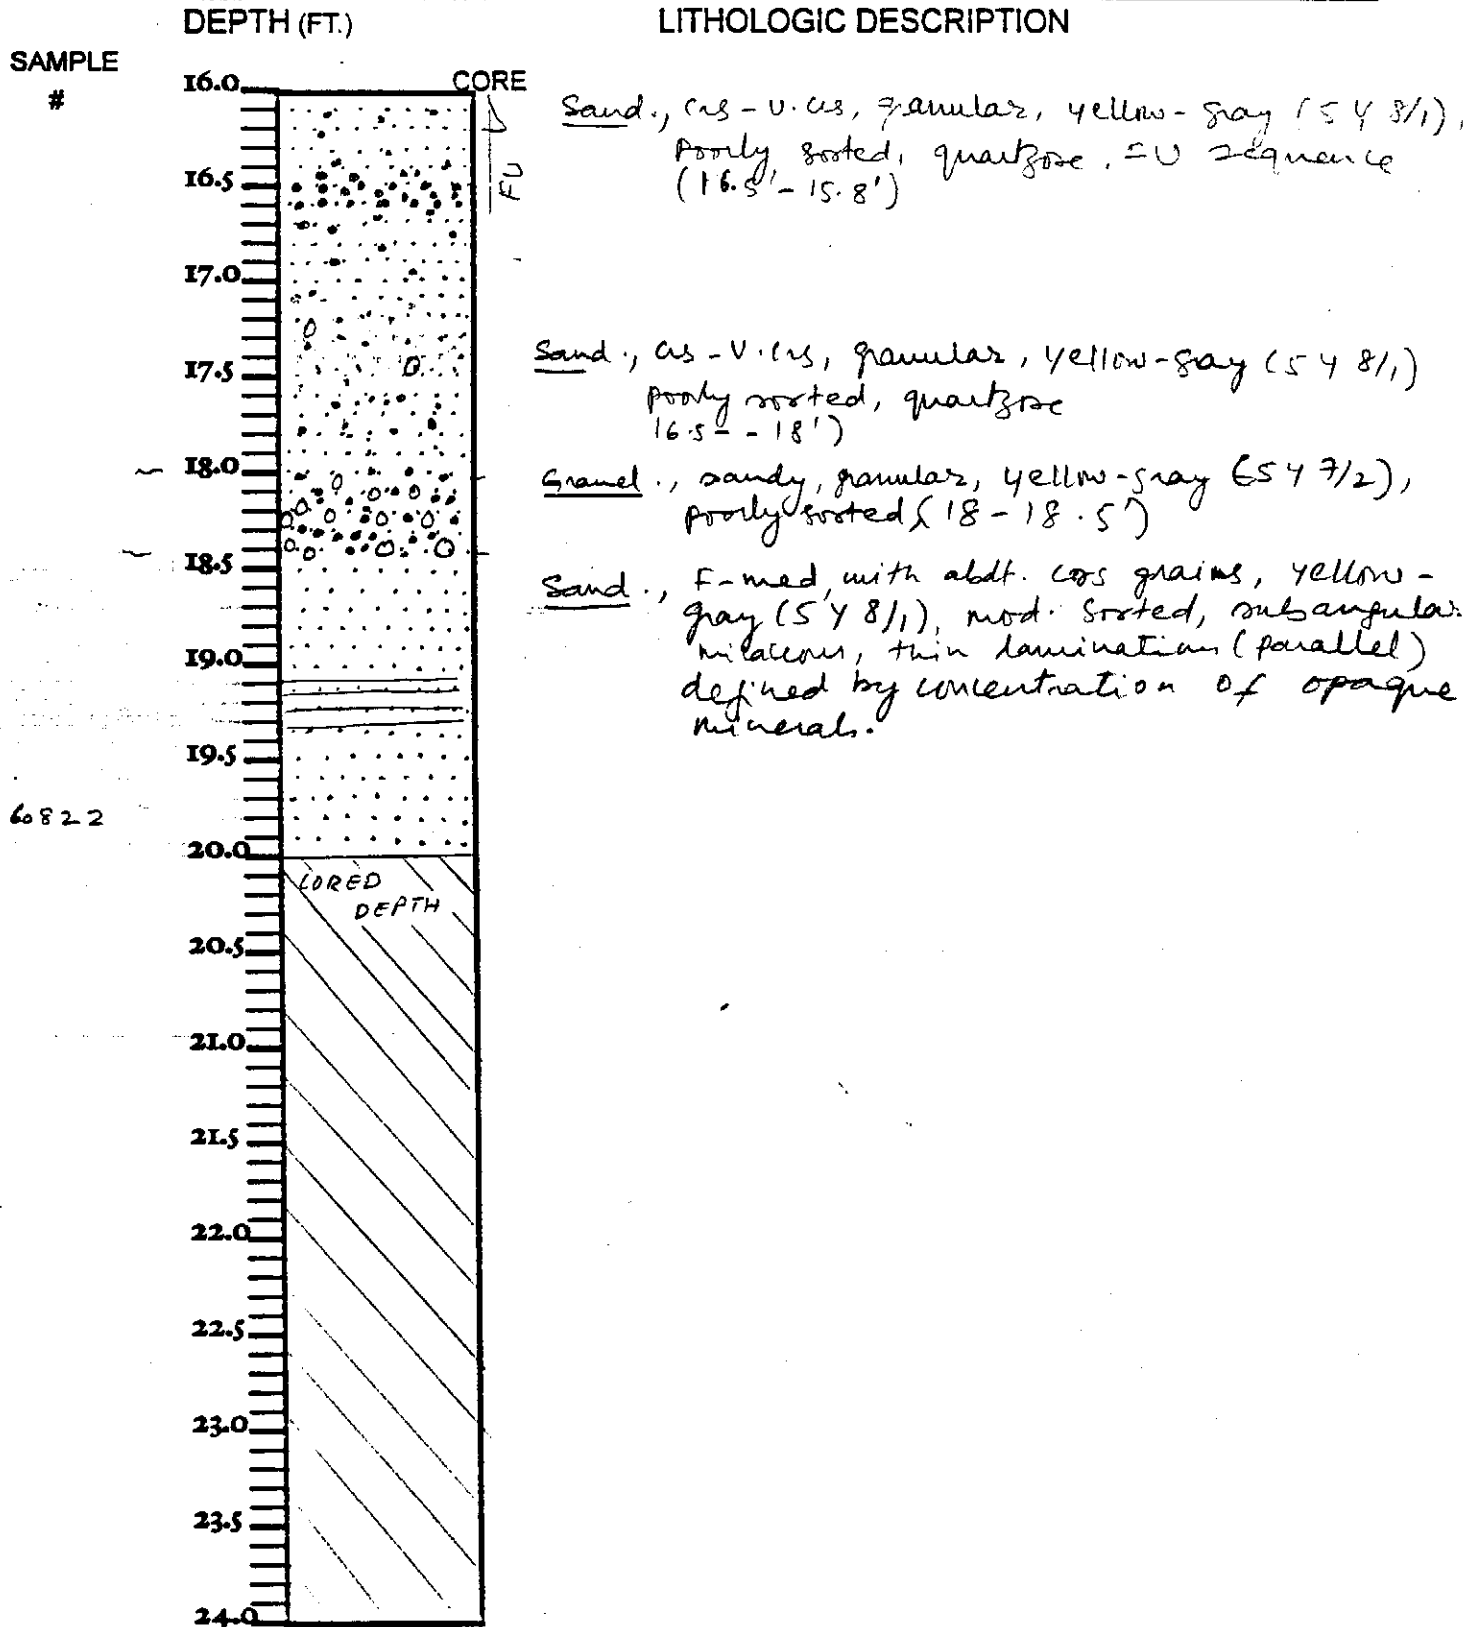 DEPTH (FT.)
LITHOLOGIC DESCRIPTION
SAMPLE
#
CORE
16.0
FU
16.5
17.0
17.5
18.0
18.5
19.0
19.5
20.0
20.5
21.0
21.5
22.0
22.5
23.0
23.5
24.0
60822
CORED
DEPTH
Sand., crs - v. crs, granular, yellow-gray (5 Y 8/1),
poorly sorted, quartzose, FU sequence
(16.5' - 15.8')
Sand., crs - v. crs, granular, yellow-gray (5 Y 8/1)
poorly sorted, quartzose
16.5 - - 18')
Gravel., sandy, granular, yellow-gray (5 Y 7/2),
poorly sorted (18 - 18.5')
Sand., F-med, with abdt. cors grains, yellow-
gray (5 Y 8/1), mod. sorted, subangular
micaceous, thin laminations (parallel)
defined by concentration of opaque
minerals.